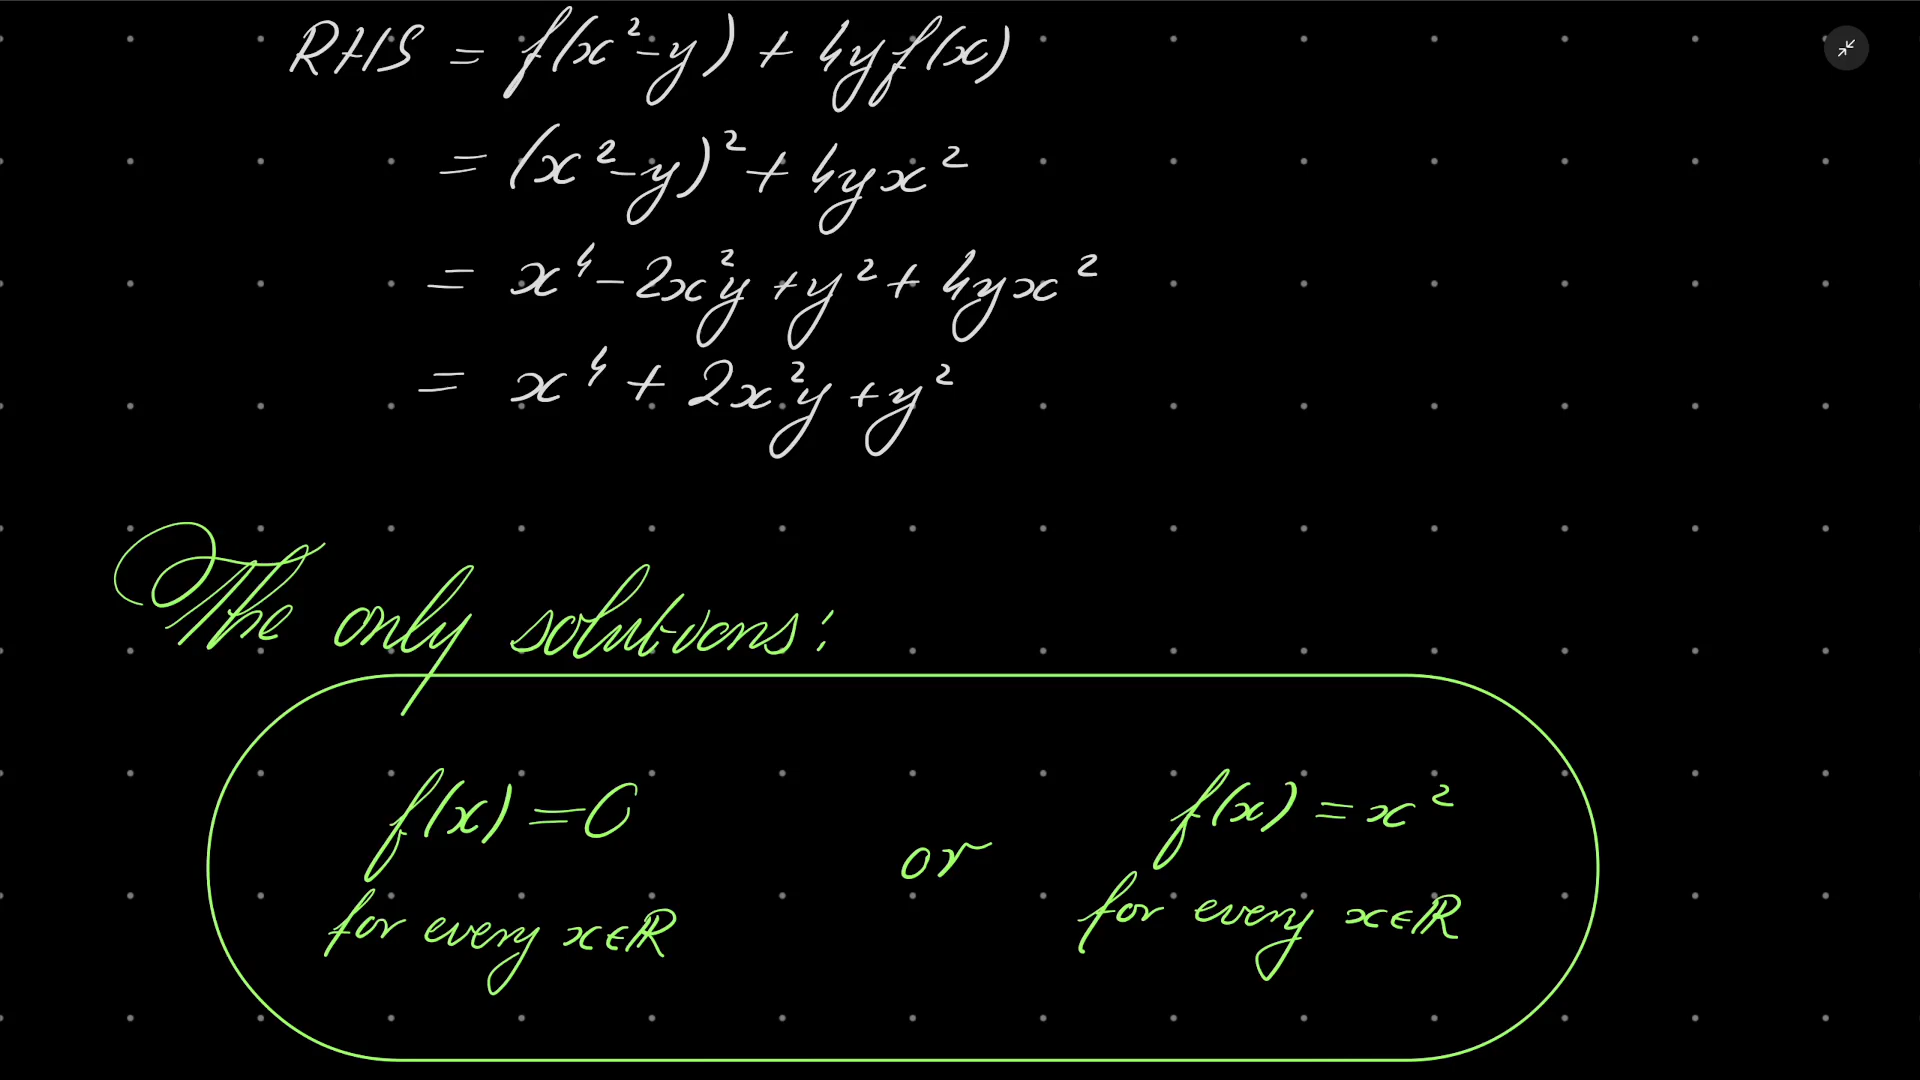 RHS = f(x²-y) + 4yf(x)
= (x²-y)² + 4yx²
= x⁴ - 2x²y + y² + 4yx²
= x⁴ + 2x²y + y²
The only solutions:
f(x) = 0 or f(x) = x²
for every x∈ℝ for every x∈ℝ